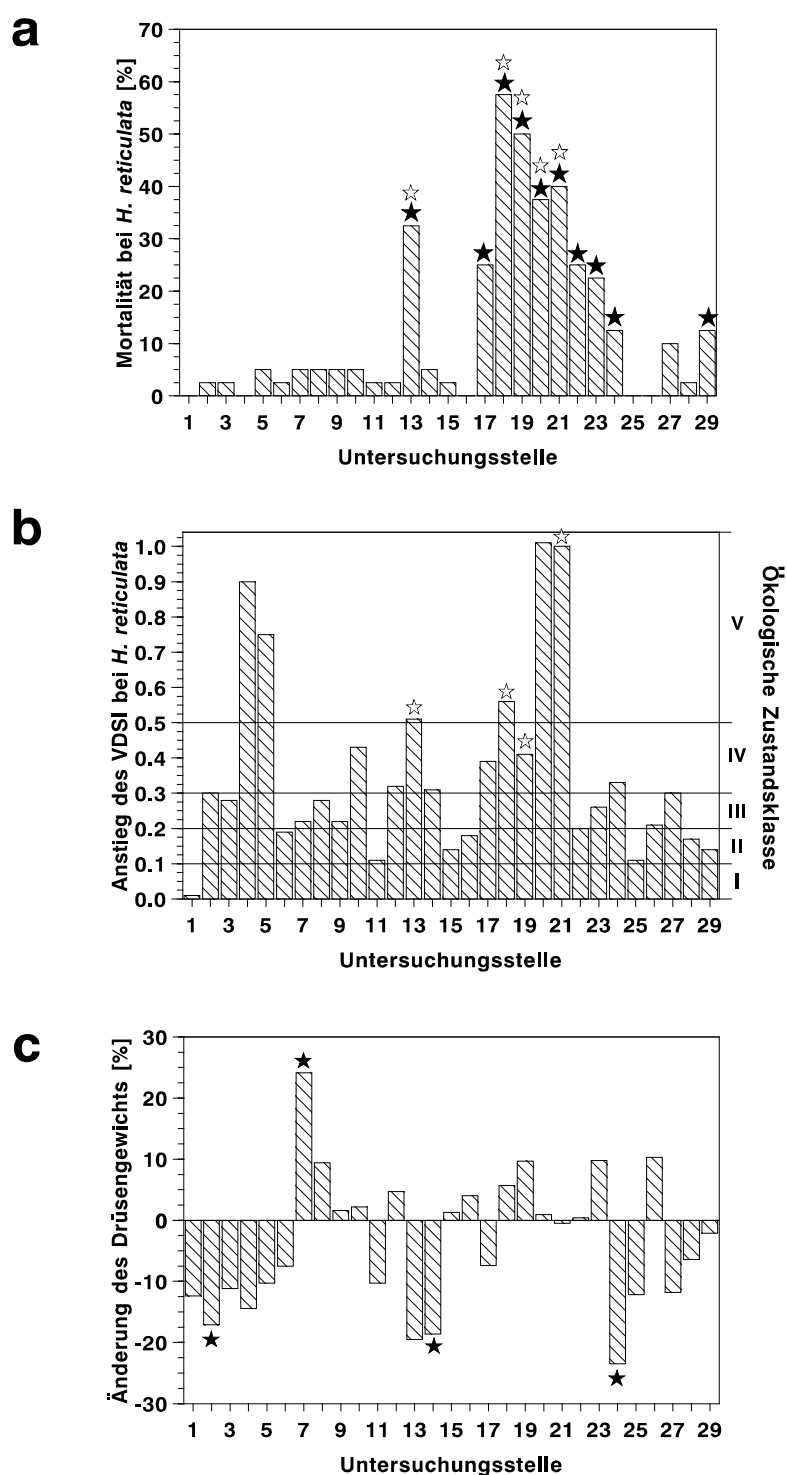 a
Mortalität bei H. reticulata [%]
70
60
50
40
30
20
10
0
1 3 5 7 9 11 13 15 17 19 21 23 25 27 29
Untersuchungsstelle
b
Anstieg des VDSI bei H. reticulata
1.0
0.9
0.8
0.7
0.6
0.5
0.4
0.3
0.2
0.1
0.0
V
IV
III
II
I
Ökologische Zustandsklasse
1 3 5 7 9 11 13 15 17 19 21 23 25 27 29
Untersuchungsstelle
c
Änderung des Drüsengewichts [%]
30
20
10
0
-10
-20
-30
1 3 5 7 9 11 13 15 17 19 21 23 25 27 29
Untersuchungsstelle